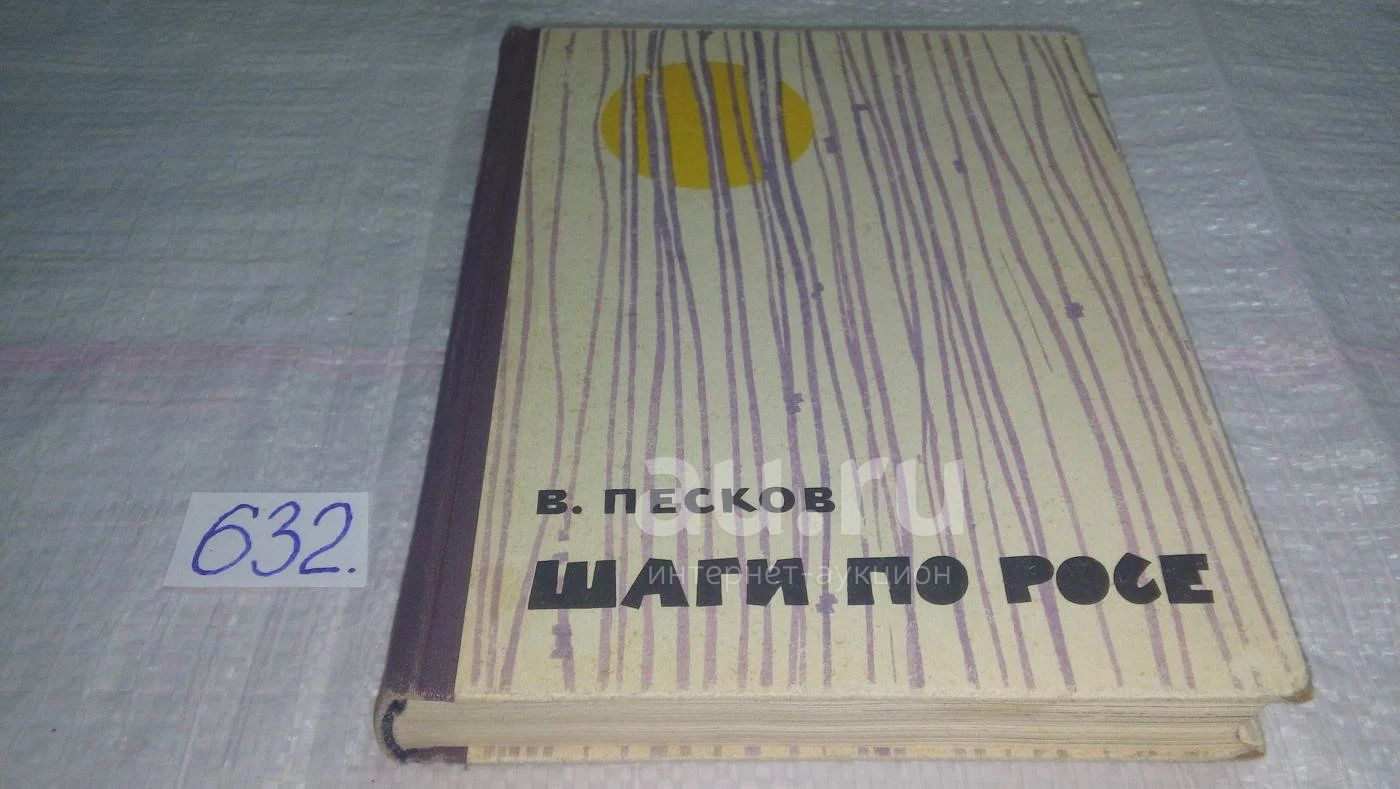 632.
В. ПЕСКОВ
ШАГИ ПО РОСЕ
au.ru
интернет-аукцион